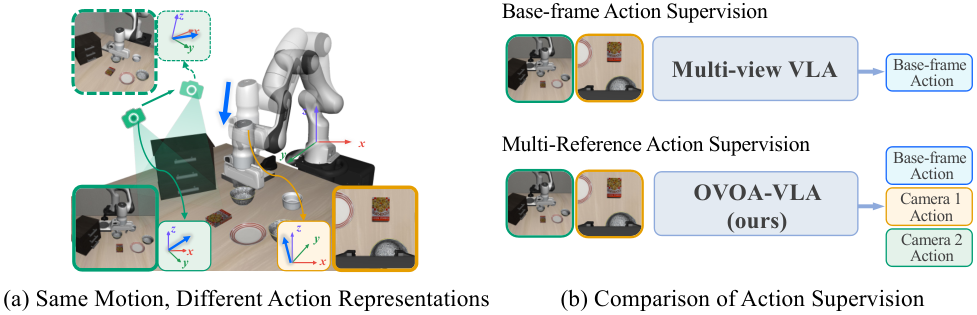 z
x
y
z
x
y
z
x
y
z
y
x
(a) Same Motion, Different Action Representations
Base-frame Action Supervision
Multi-view VLA
Base-frame
Action
Multi-Reference Action Supervision
OVOA-VLA
(ours)
Base-frame
Action
Camera 1
Action
Camera 2
Action
(b) Comparison of Action Supervision